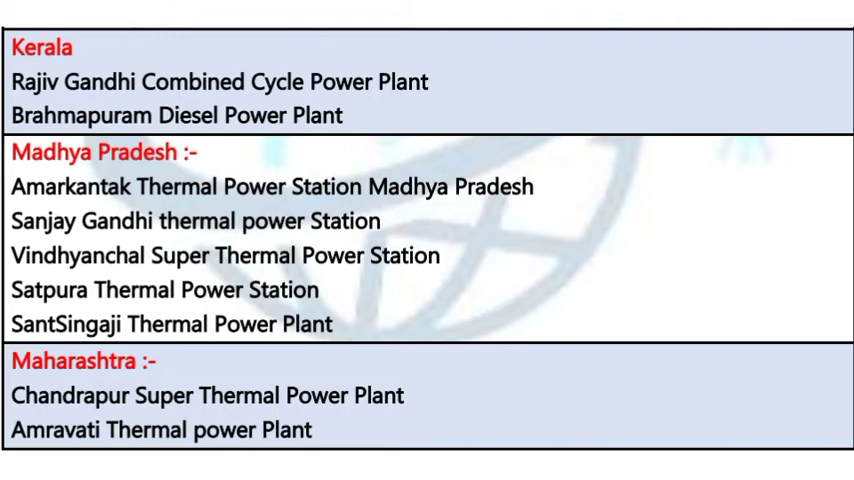 Kerala
Rajiv Gandhi Combined Cycle Power Plant
Brahmapuram Diesel Power Plant
Madhya Pradesh :-
Amarkantak Thermal Power Station Madhya Pradesh
Sanjay Gandhi thermal power Station
Vindhyanchal Super Thermal Power Station
Satpura Thermal Power Station
SantSingaji Thermal Power Plant
Maharashtra :-
Chandrapur Super Thermal Power Plant
Amravati Thermal power Plant